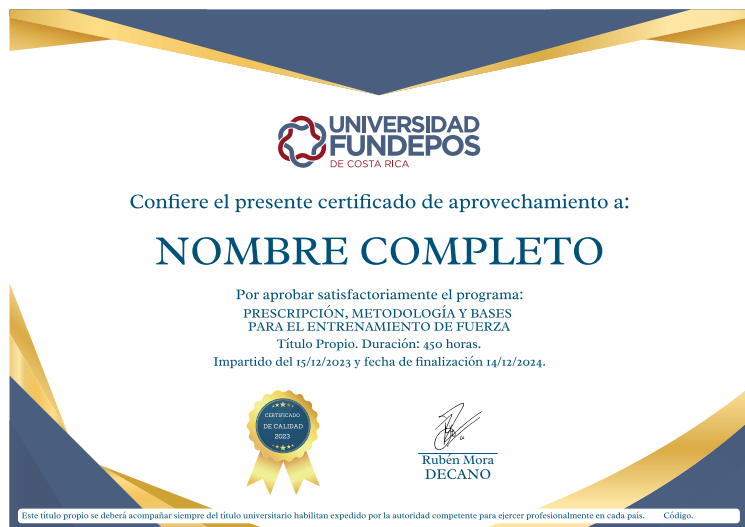 UNIVERSIDAD
FUNDEPOS
DE COSTA RICA
Confiere el presente certificado de aprovechamiento a:
NOMBRE COMPLETO
Por aprobar satisfactoriamente el programa:
PRESCRIPCIÓN, METODOLOGÍA Y BASES
PARA EL ENTRENAMIENTO DE FUERZA
Título Propio. Duración: 450 horas.
Impartido del 15/12/2023 y fecha de finalización 14/12/2024.
CERTIFICADO
DE CALIDAD
2023
Rubén Mora
DECANO
Este título propio se deberá acompañar siempre del título universitario habilitan expedido por la autoridad competente para ejercer profesionalmente en cada país. Código.